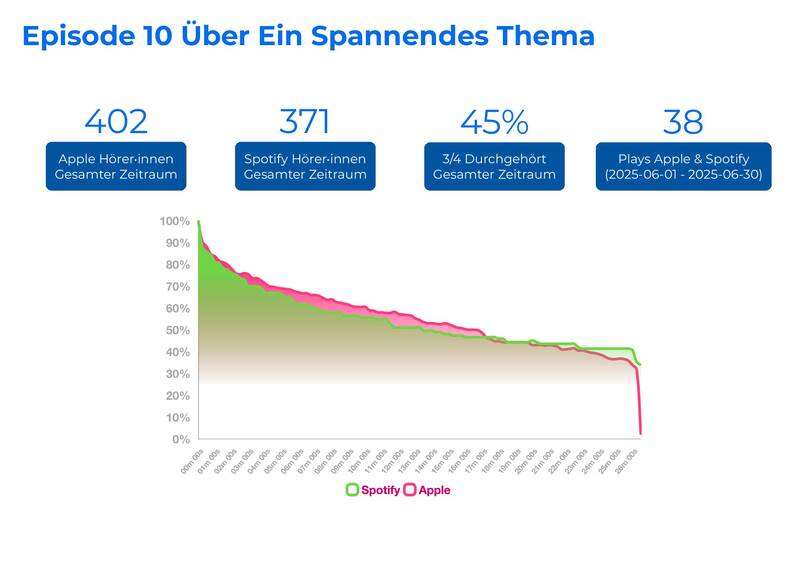 Episode 10 Über Ein Spannendes Thema
402
Apple Hörer·innen
Gesamter Zeitraum
371
Spotify Hörer·innen
Gesamter Zeitraum
45%
3/4 Durchgehört
Gesamter Zeitraum
38
Plays Apple & Spotify
(2025-06-01 - 2025-06-30)
100%
90%
80%
70%
60%
50%
40%
30%
20%
10%
0%
00m 00s
01m 00s
02m 00s
03m 00s
04m 00s
05m 00s
06m 00s
07m 00s
08m 00s
09m 00s
10m 00s
11m 00s
12m 00s
13m 00s
14m 00s
15m 00s
16m 00s
17m 00s
18m 00s
19m 00s
20m 00s
21m 00s
22m 00s
23m 00s
24m 00s
25m 00s
26m 00s
Spotify Apple